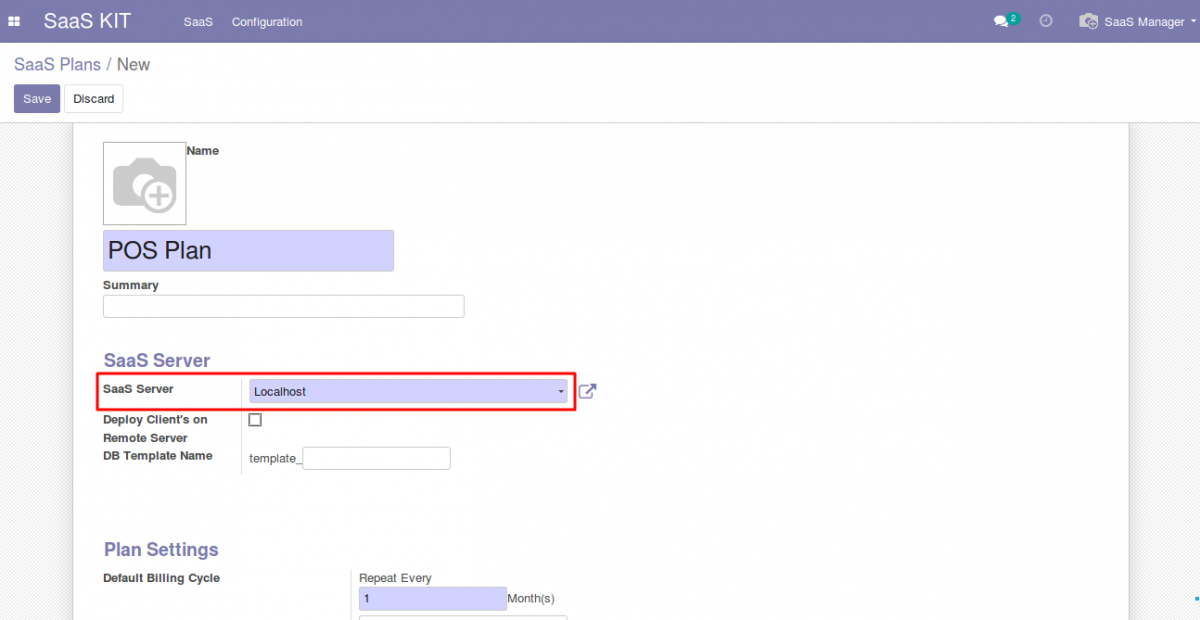 SaaS KIT SaaS Configuration 2 SaaS Manager
SaaS Plans / New
Save Discard
Name
POS Plan
Summary
SaaS Server
SaaS Server Localhost
Deploy Client's on
Remote Server
DB Template Name template_
Plan Settings
Default Billing Cycle Repeat Every
1 Month(s)